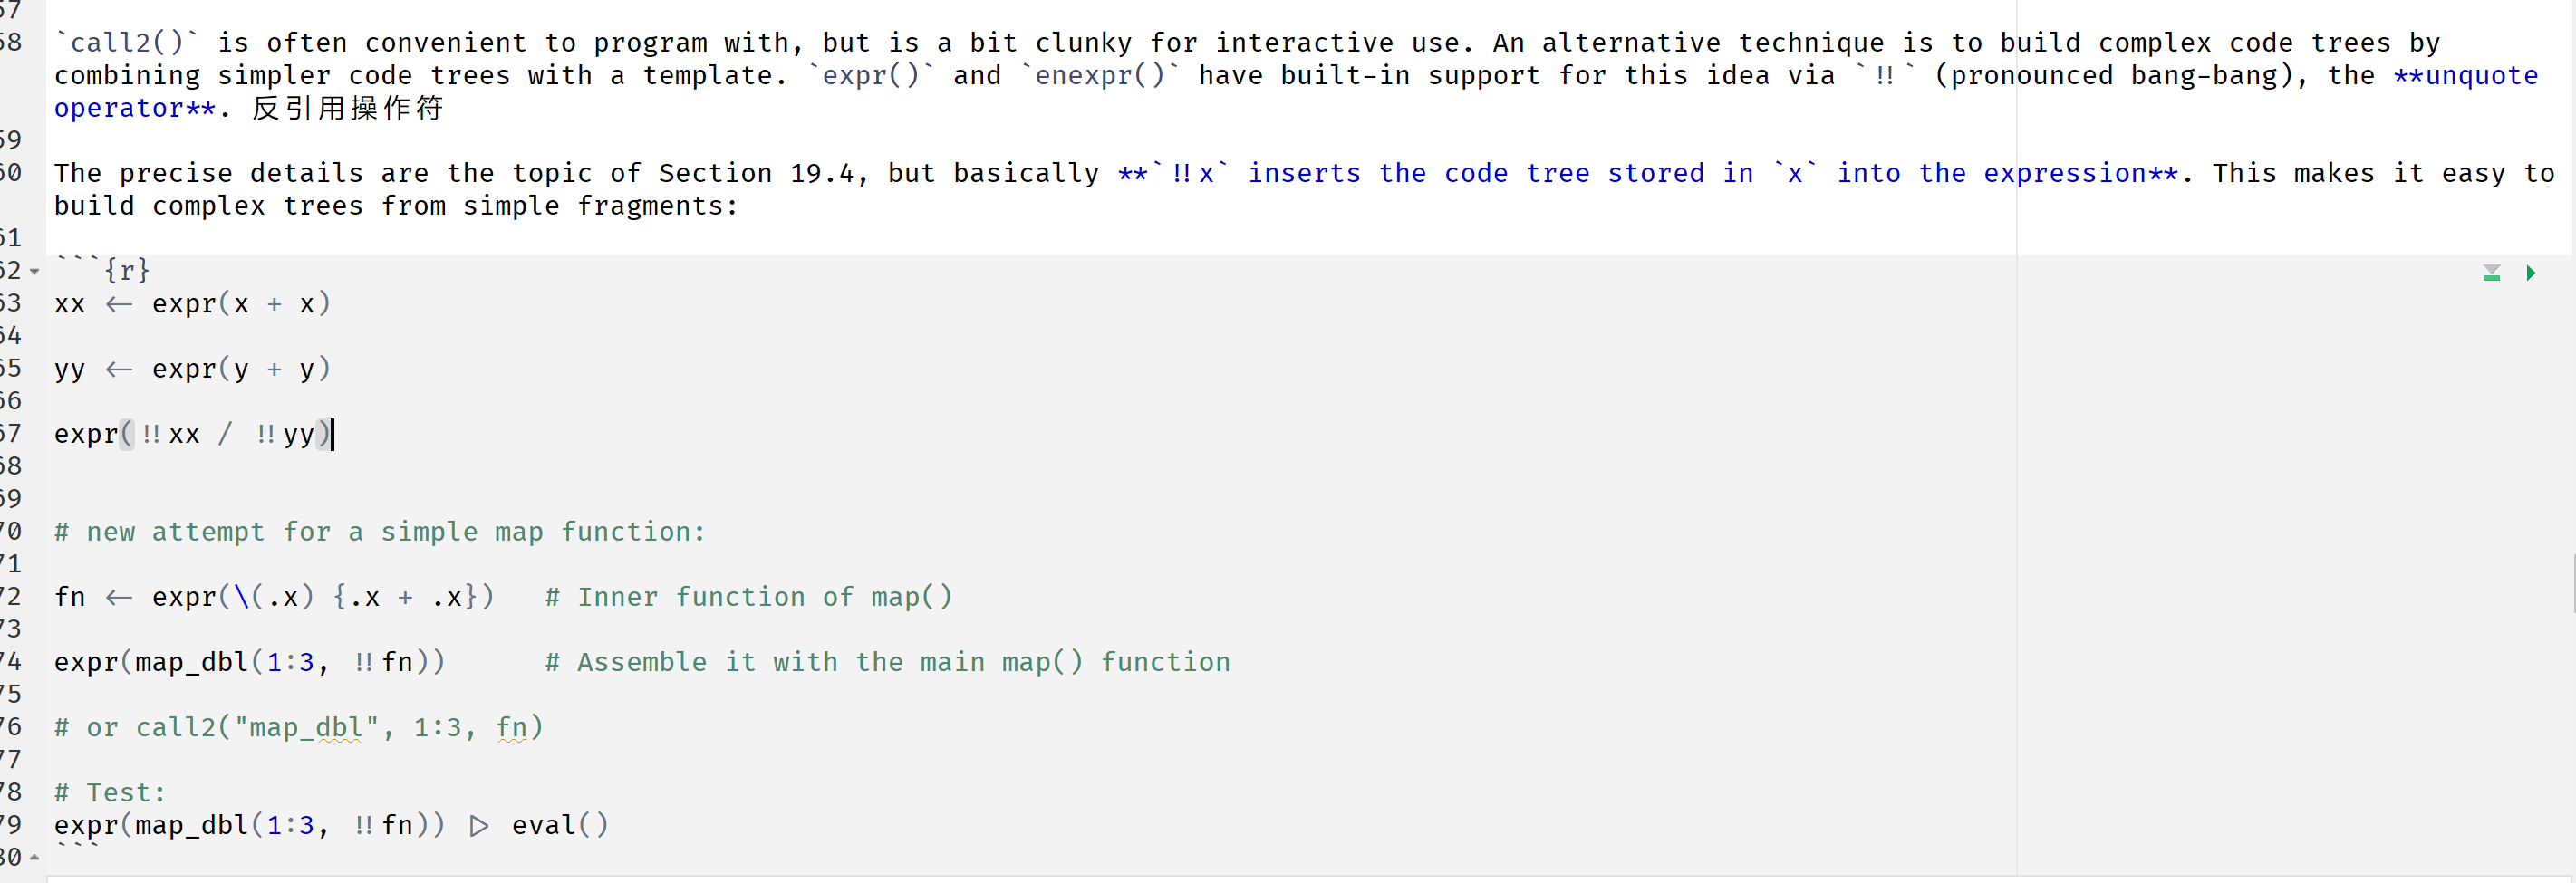 57
58 `call2()` is often convenient to program with, but is a bit clunky for interactive use. An alternative technique is to build complex code trees by
combining simpler code trees with a template. `expr()` and `enexpr()` have built-in support for this idea via `!!` (pronounced bang-bang), the **unquote
operator**. 反引用操作符
59
60 The precise details are the topic of Section 19.4, but basically **`!!x` inserts the code tree stored in `x` into the expression**. This makes it easy to
build complex trees from simple fragments:
61
62 ```{r}
63 xx <- expr(x + x)
64
65 yy <- expr(y + y)
66
67 expr(!!xx / !!yy)
68
69
70 # new attempt for a simple map function:
71
72 fn <- expr(\(.x) {.x + .x})   # Inner function of map()
73
74 expr(map_dbl(1:3, !!fn))      # Assemble it with the main map() function
75
76 # or call2("map_dbl", 1:3, fn)
77
78 # Test:
79 expr(map_dbl(1:3, !!fn)) |> eval()
80 ```